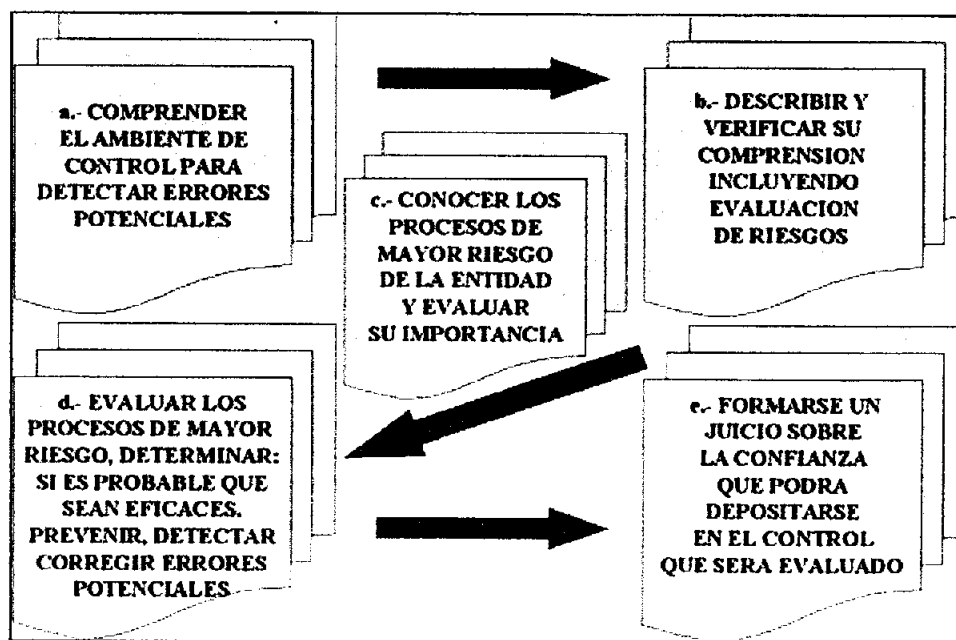 a.- COMPRENDER
EL AMBIENTE DE
CONTROL PARA
DETECTAR ERRORES
POTENCIALES
b.- DESCRIBIR Y
VERIFICAR SU
COMPRENSION
INCLUYENDO
EVALUACION
DE RIESGOS
c.- CONOCER LOS
PROCESOS DE
MAYOR RIESGO
DE LA ENTIDAD
Y EVALUAR
SU IMPORTANCIA
d.- EVALUAR LOS
PROCESOS DE MAYOR
RIESGO, DETERMINAR:
SI ES PROBABLE QUE
SEAN EFICACES.
PREVENIR, DETECTAR
CORREGIR ERRORES
POTENCIALES
e.- FORMARSE UN
JUICIO SOBRE
LA CONFIANZA
QUE PODRA
DEPOSITARSE
EN EL CONTROL
QUE SERA EVALUADO